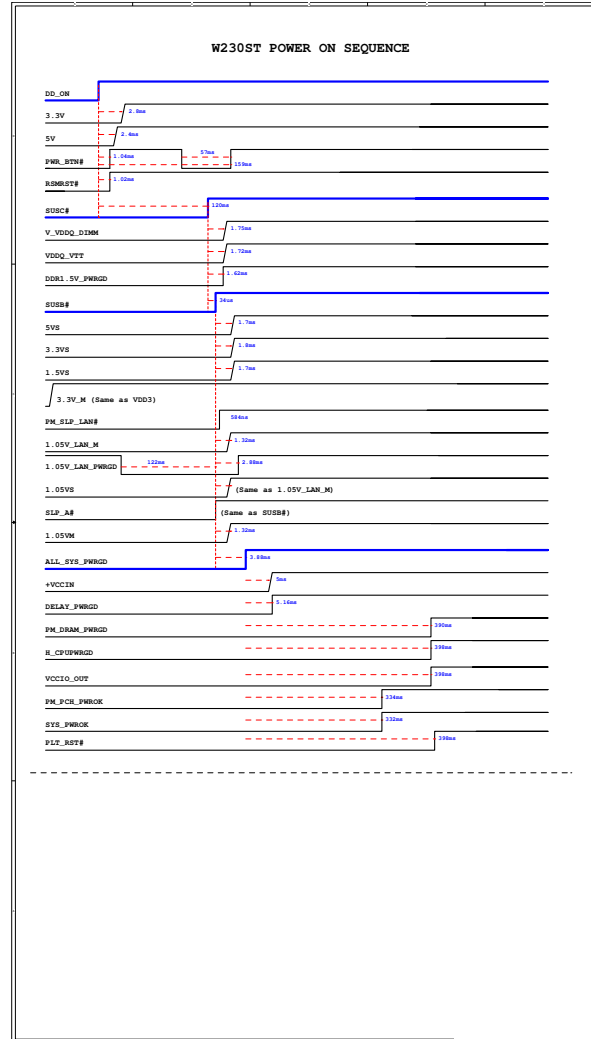 W230ST POWER ON SEQUENCE
DD_ON
3.3V 2.8ms
5V 2.4ms
PWR_BTN# 1.04ms 57ms 159ms
RSMRST# 1.02ms
SUSC# 120ms
V_VDDQ_DIMM 1.75ms
VDDQ_VTT 1.72ms
DDR1.5V_PWRGD 1.62ms
SUSB# 34us
5VS 1.7ms
3.3VS 1.8ms
1.5VS 1.7ms
3.3V_M (Same as VDD3)
PM_SLP_LAN# 584ns
1.05V_LAN_M 1.32ms
1.05V_LAN_PWRGD 122ms 2.88ms
1.05VS (Same as 1.05V_LAN_M)
SLP_A# (Same as SUSB#)
1.05VM 1.32ms
ALL_SYS_PWRGD 3.88ms
+VCCIN 5ms
DELAY_PWRGD 5.16ms
PM_DRAM_PWRGD 390ms
H_CPUPWRGD 398ms
VCCIO_OUT 398ms
PM_PCH_PWROK 334ms
SYS_PWROK 332ms
PLT_RST# 398ms